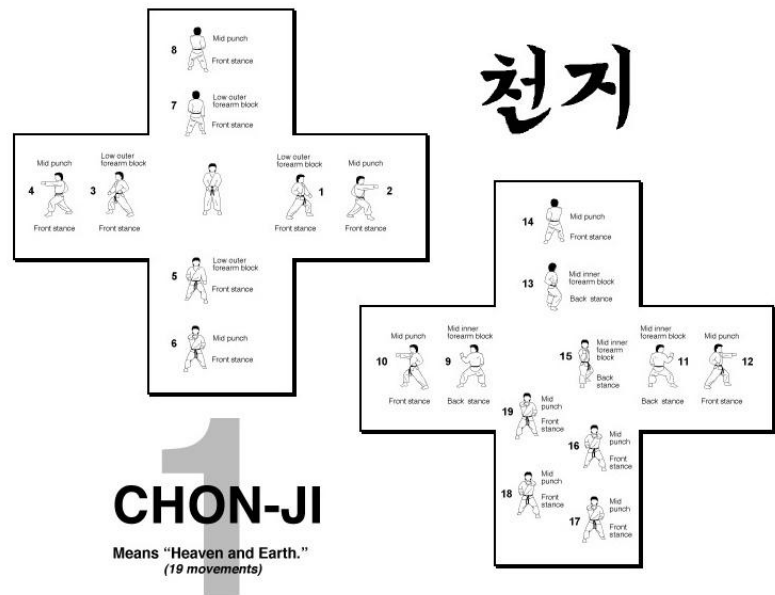 8
Mid punch
Front stance
7
Low outer
forearm block
Front stance
Mid punch
4
Front stance
Low outer
forearm block
3
Front stance
Low outer
forearm block
1
Front stance
Mid punch
2
Front stance
5
Low outer
forearm block
Front stance
6
Mid punch
Front stance
천지
14
Mid punch
Front stance
13
Mid inner
forearm block
Back stance
Mid punch
10
Front stance
Mid inner
forearm block
9
Back stance
15
Mid inner
forearm
block
Back
stance
Mid inner
forearm block
11
Back stance
Mid punch
12
Front stance
19
Mid
punch
Front
stance
16
Mid
punch
Front
stance
18
Mid
punch
Front
stance
17
Mid
punch
Front
stance
1
CHON-JI
Means “Heaven and Earth.”
(19 movements)